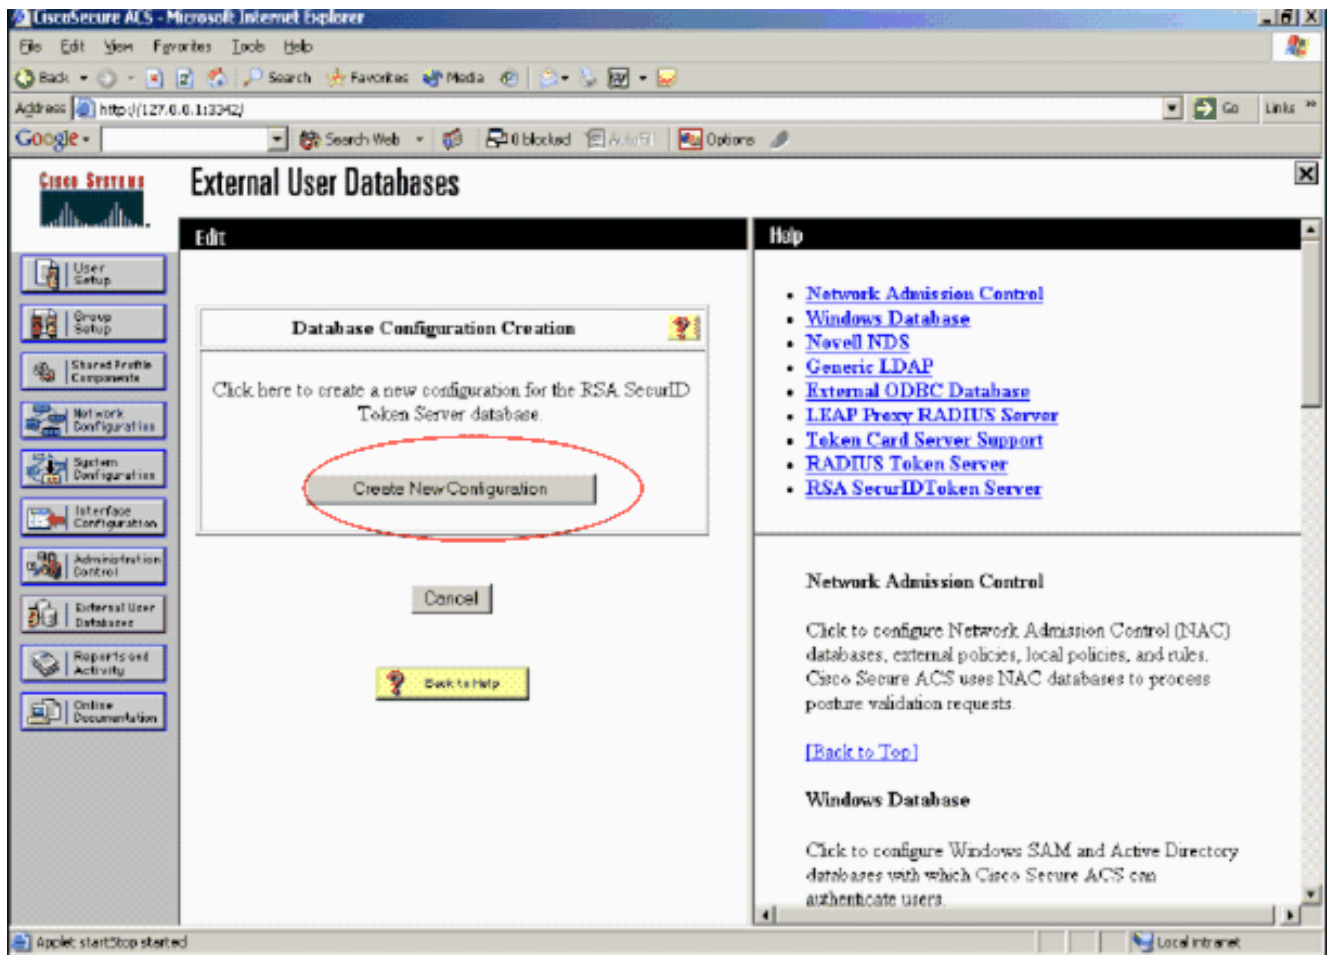 CiscoSecure ACS - Microsoft Internet Explorer
File Edit View Favorites Tools Help
Back Search Favorites Media
Address http://127.0.0.1:3342/ Go Links »
Google Search Web 0 blocked AutoFill Options
CISCO SYSTEMS
External User Databases
Edit
User Setup
Group Setup
Shared Profile Components
Network Configuration
System Configuration
Interface Configuration
Administration Control
External User Databases
Reports and Activity
Online Documentation
Database Configuration Creation
Click here to create a new configuration for the RSA SecurID
Token Server database.
Create New Configuration
Cancel
Back to Help
Help
Network Admission Control
Windows Database
Novell NDS
Generic LDAP
External ODBC Database
LEAP Proxy RADIUS Server
Token Card Server Support
RADIUS Token Server
RSA SecurIDToken Server
Network Admission Control
Click to configure Network Admission Control (NAC)
databases, external policies, local policies, and rules.
Cisco Secure ACS uses NAC databases to process
posture validation requests.
[Back to Top]
Windows Database
Click to configure Windows SAM and Active Directory
databases with which Cisco Secure ACS can
authenticate users.
Applet startStop started
Local intranet